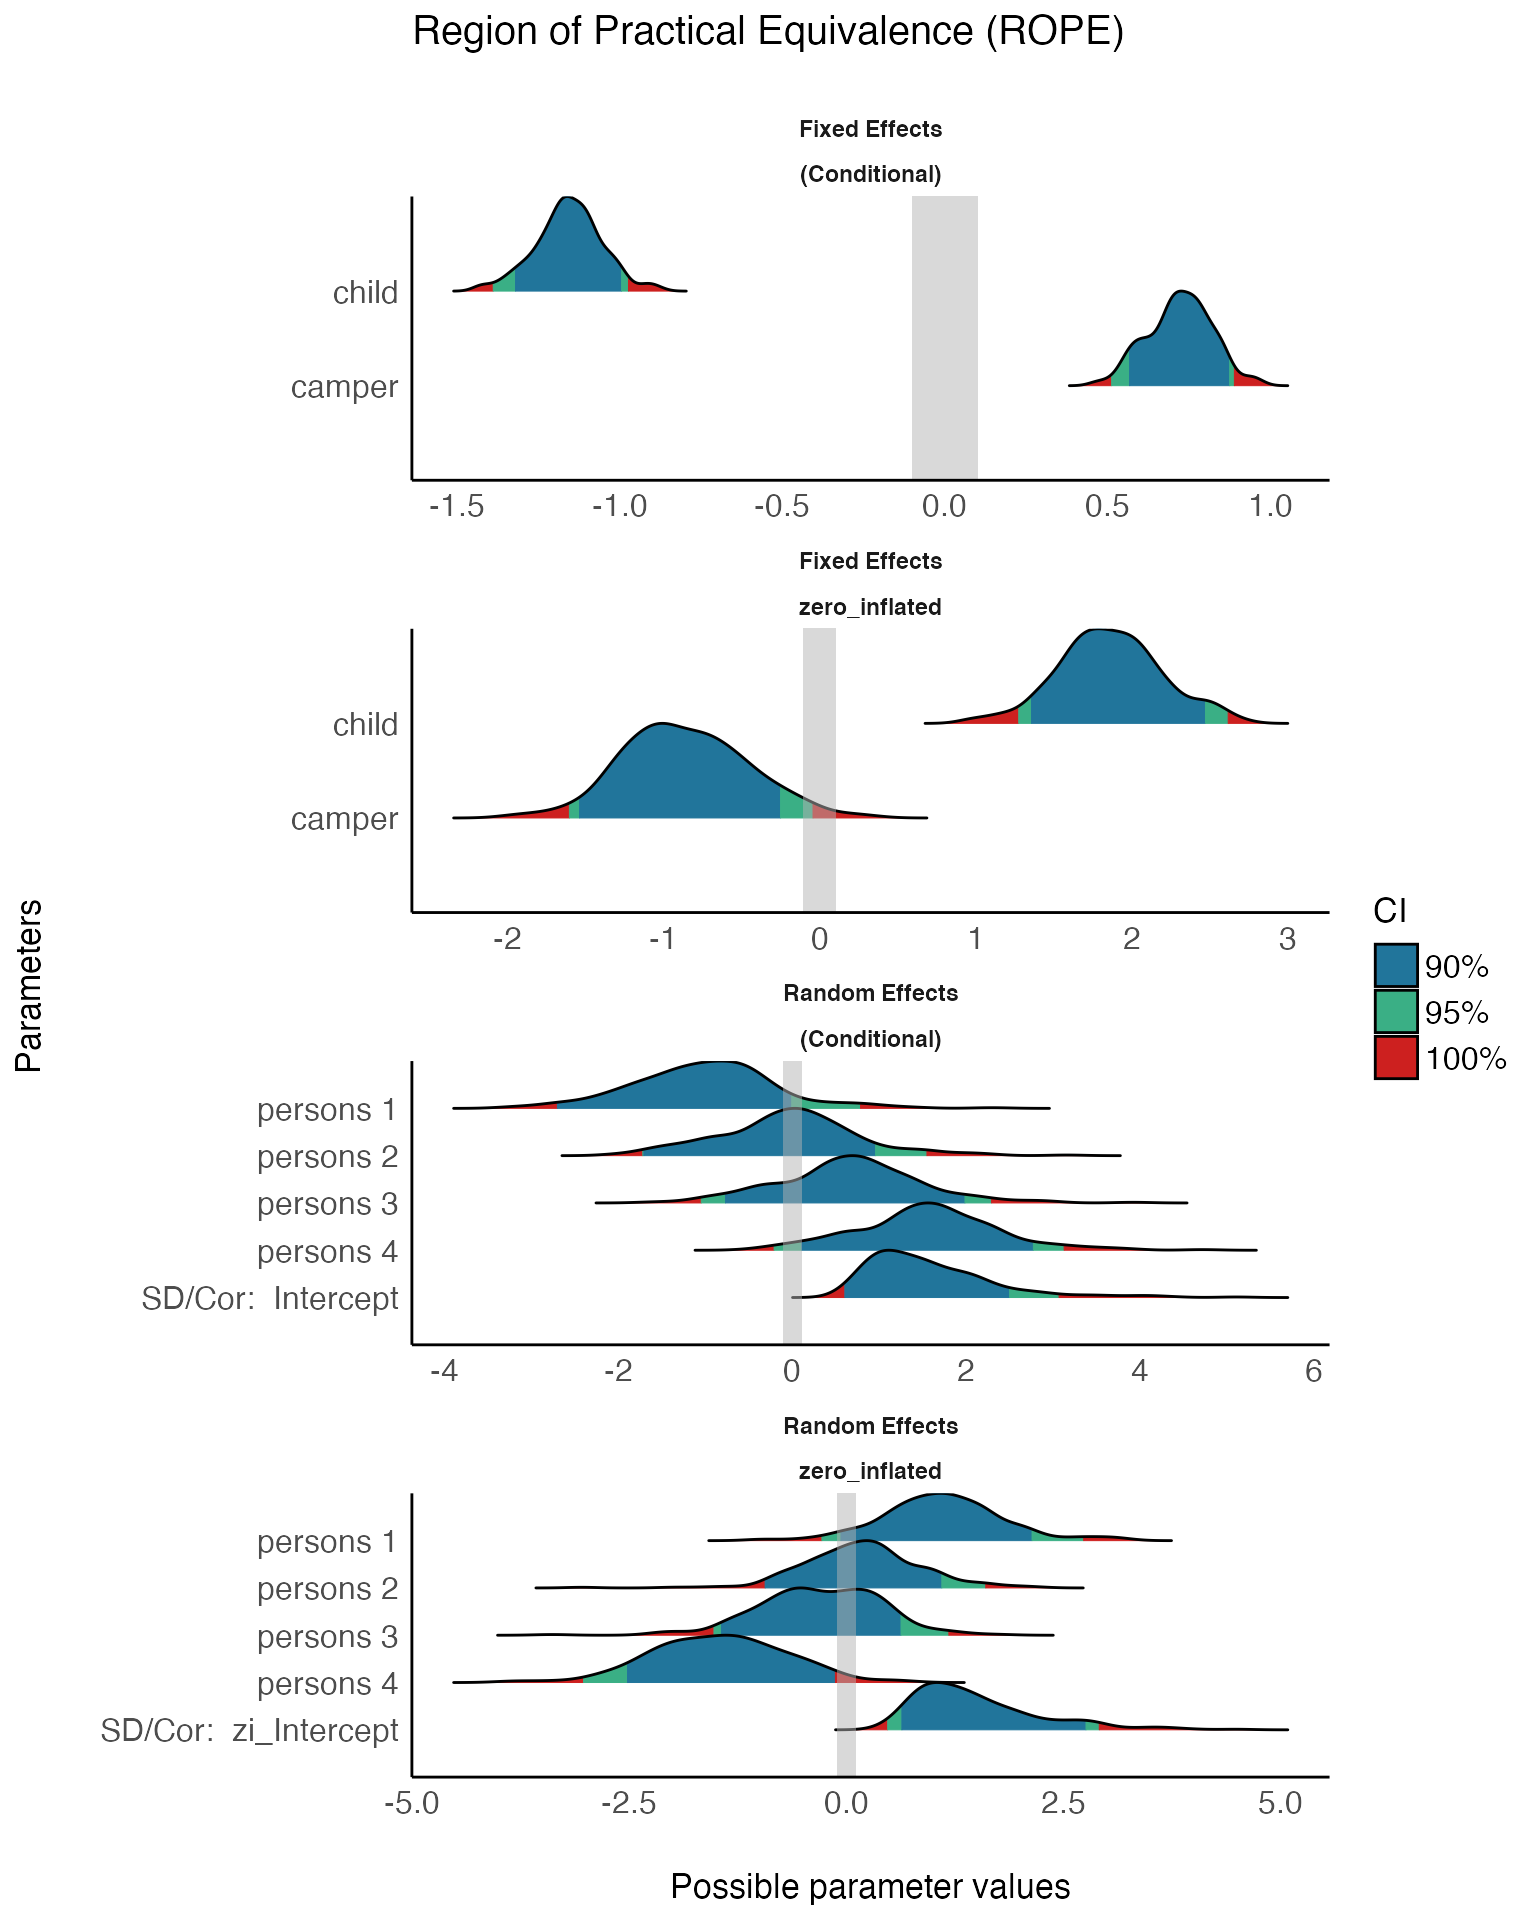 Region of Practical Equivalence (ROPE)
Fixed Effects
(Conditional)
child
camper
-1.5 -1.0 -0.5 0.0 0.5 1.0
Fixed Effects
zero_inflated
child
camper
-2 -1 0 1 2 3
Random Effects
(Conditional)
persons 1
persons 2
persons 3
persons 4
SD/Cor: Intercept
-4 -2 0 2 4 6
Random Effects
zero_inflated
persons 1
persons 2
persons 3
persons 4
SD/Cor: zi_Intercept
-5.0 -2.5 0.0 2.5 5.0
Possible parameter values
Parameters
CI
90%
95%
100%